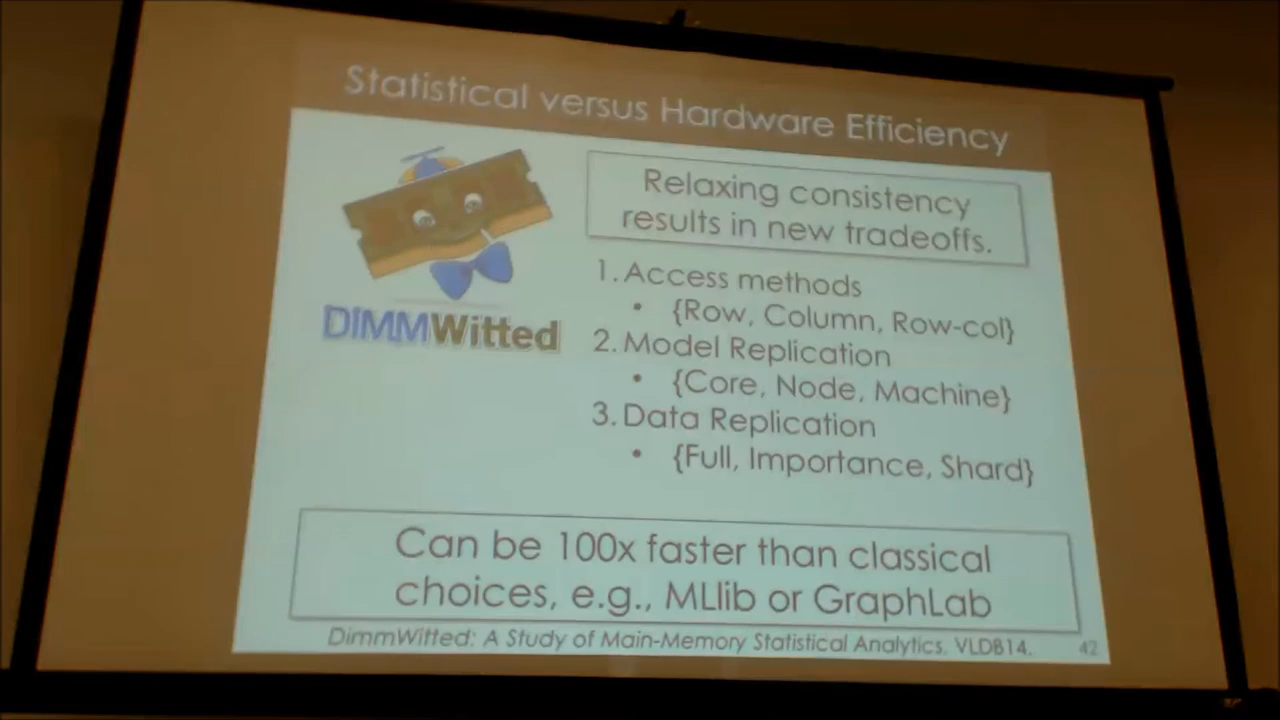 Statistical versus Hardware Efficiency
DIMMWitted
Relaxing consistency
results in new tradeoffs.
1. Access methods
• {Row, Column, Row-col}
2. Model Replication
• {Core, Node, Machine}
3. Data Replication
• {Full, Importance, Shard}
Can be 100x faster than classical
choices, e.g., MLlib or GraphLab
DimmWitted: A Study of Main-Memory Statistical Analytics. VLDB14.
42